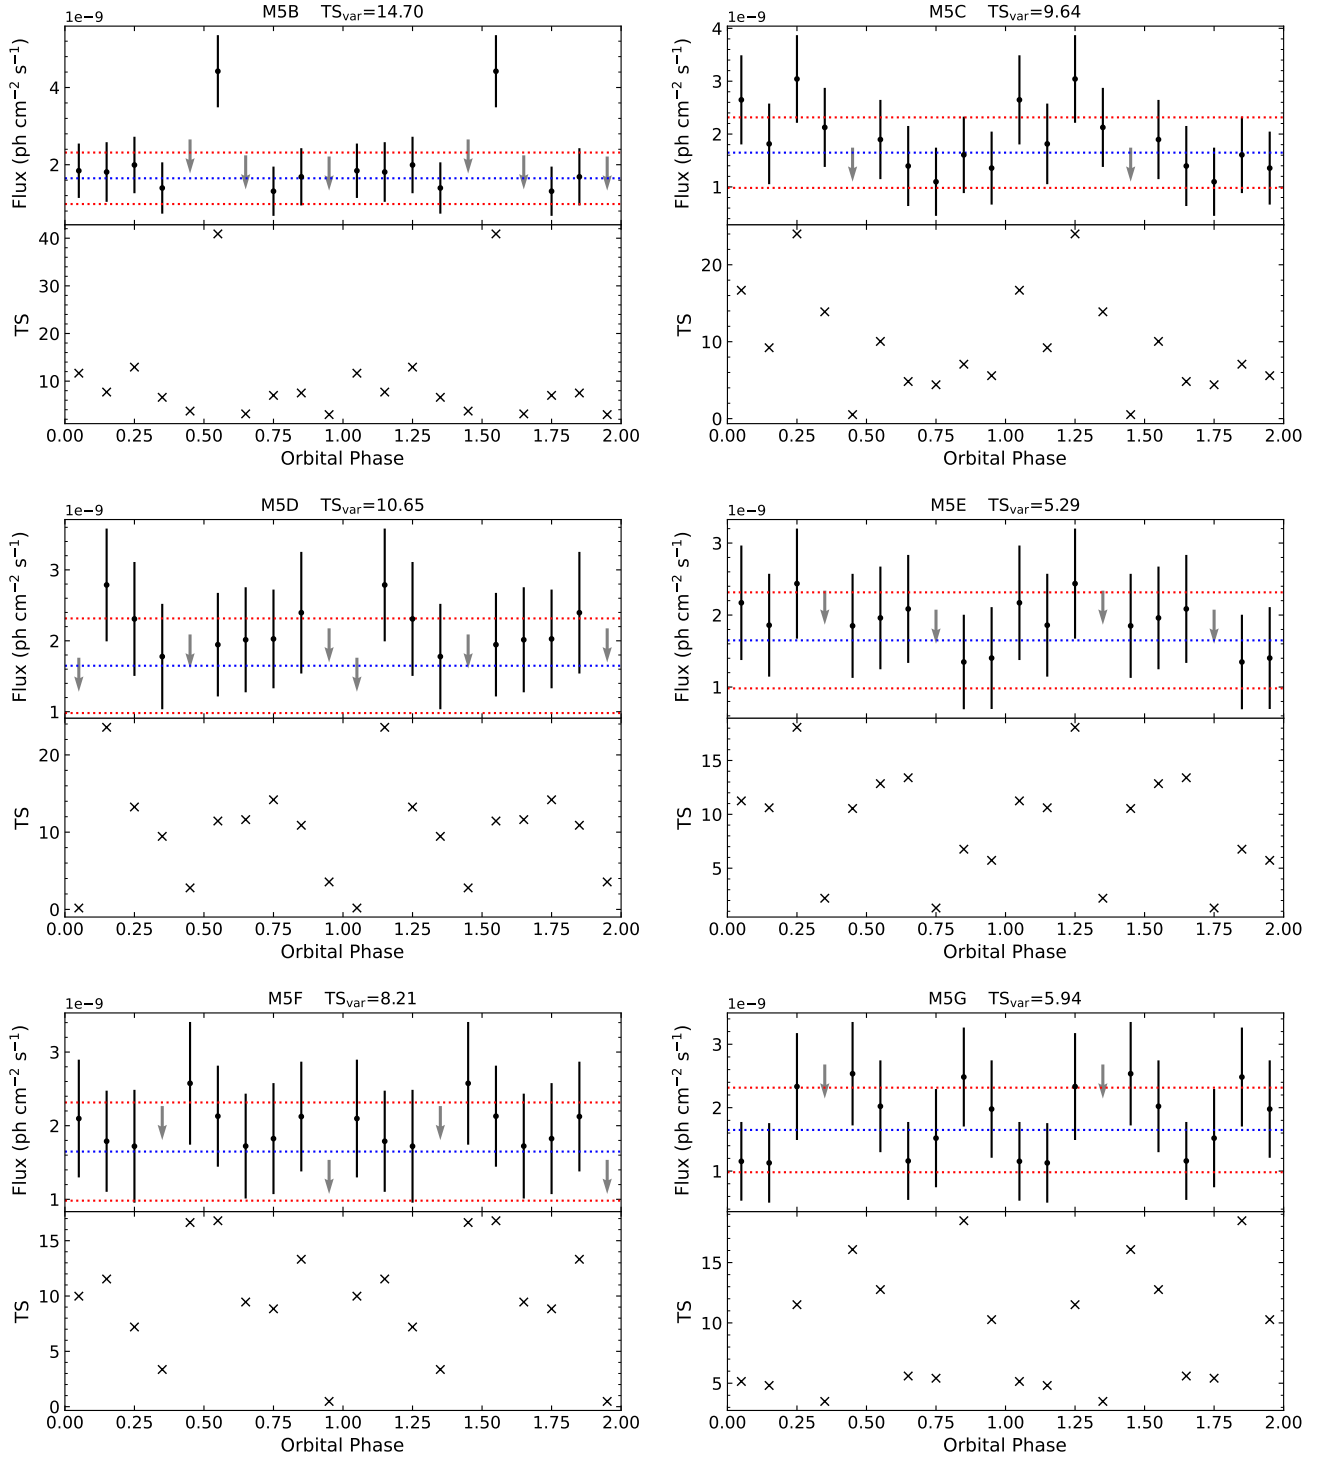 M5B TS_var=14.70
1e−9
Flux (ph cm⁻² s⁻¹)
4
2
TS
40
30
20
10
0.00 0.25 0.50 0.75 1.00 1.25 1.50 1.75 2.00
Orbital Phase
M5C TS_var=9.64
1e−9
Flux (ph cm⁻² s⁻¹)
4
3
2
1
TS
20
10
0
0.00 0.25 0.50 0.75 1.00 1.25 1.50 1.75 2.00
Orbital Phase
M5D TS_var=10.65
1e−9
Flux (ph cm⁻² s⁻¹)
3
2
1
TS
20
10
0
0.00 0.25 0.50 0.75 1.00 1.25 1.50 1.75 2.00
Orbital Phase
M5E TS_var=5.29
1e−9
Flux (ph cm⁻² s⁻¹)
3
2
1
TS
15
10
5
0.00 0.25 0.50 0.75 1.00 1.25 1.50 1.75 2.00
Orbital Phase
M5F TS_var=8.21
1e−9
Flux (ph cm⁻² s⁻¹)
3
2
1
TS
15
10
5
0
0.00 0.25 0.50 0.75 1.00 1.25 1.50 1.75 2.00
Orbital Phase
M5G TS_var=5.94
1e−9
Flux (ph cm⁻² s⁻¹)
3
2
1
TS
15
10
5
0.00 0.25 0.50 0.75 1.00 1.25 1.50 1.75 2.00
Orbital Phase